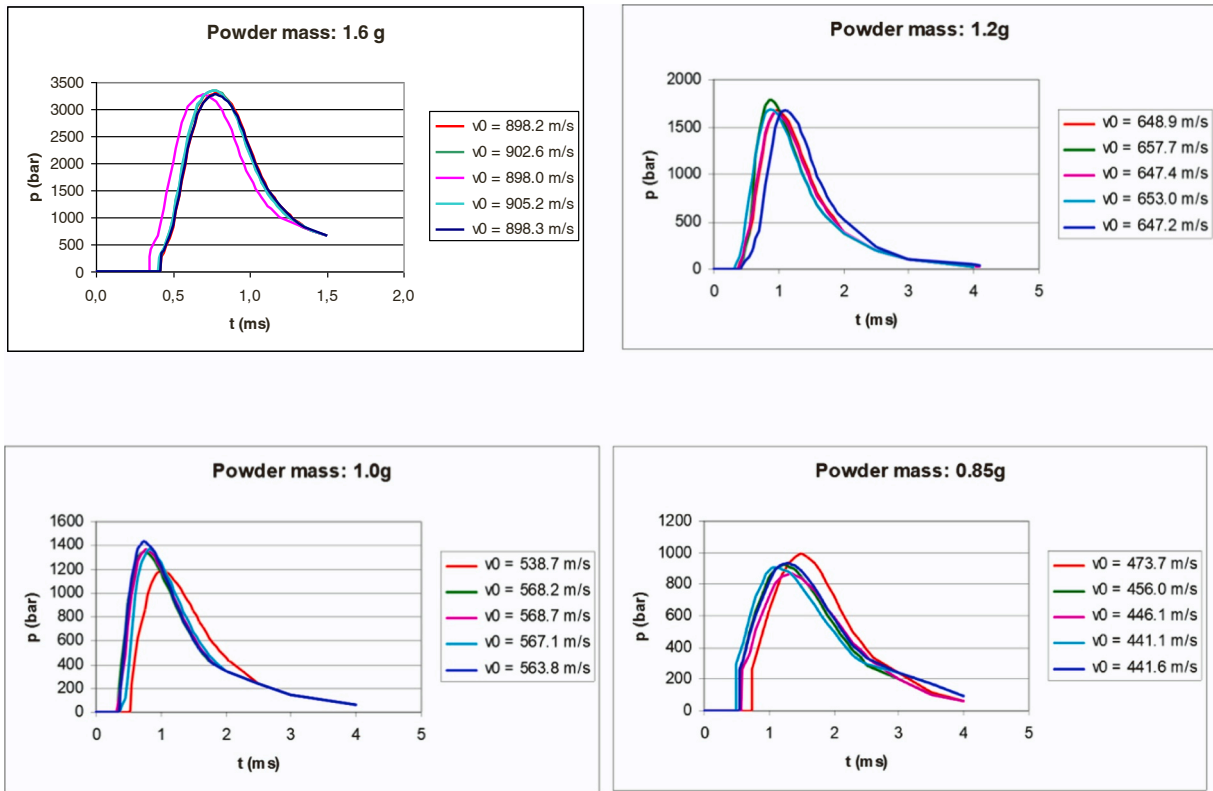 Powder mass: 1.6 g
p (bar)
3500
3000
2500
2000
1500
1000
500
0
0,0 0,5 1,0 1,5 2,0
t (ms)
v0 = 898.2 m/s
v0 = 902.6 m/s
v0 = 898.0 m/s
v0 = 905.2 m/s
v0 = 898.3 m/s
Powder mass: 1.2g
p (bar)
2000
1500
1000
500
0
0 1 2 3 4 5
t (ms)
v0 = 648.9 m/s
v0 = 657.7 m/s
v0 = 647.4 m/s
v0 = 653.0 m/s
v0 = 647.2 m/s
Powder mass: 1.0g
p (bar)
1600
1400
1200
1000
800
600
400
200
0
0 1 2 3 4 5
t (ms)
v0 = 538.7 m/s
v0 = 568.2 m/s
v0 = 568.7 m/s
v0 = 567.1 m/s
v0 = 563.8 m/s
Powder mass: 0.85g
p (bar)
1200
1000
800
600
400
200
0
0 1 2 3 4 5
t (ms)
v0 = 473.7 m/s
v0 = 456.0 m/s
v0 = 446.1 m/s
v0 = 441.1 m/s
v0 = 441.6 m/s